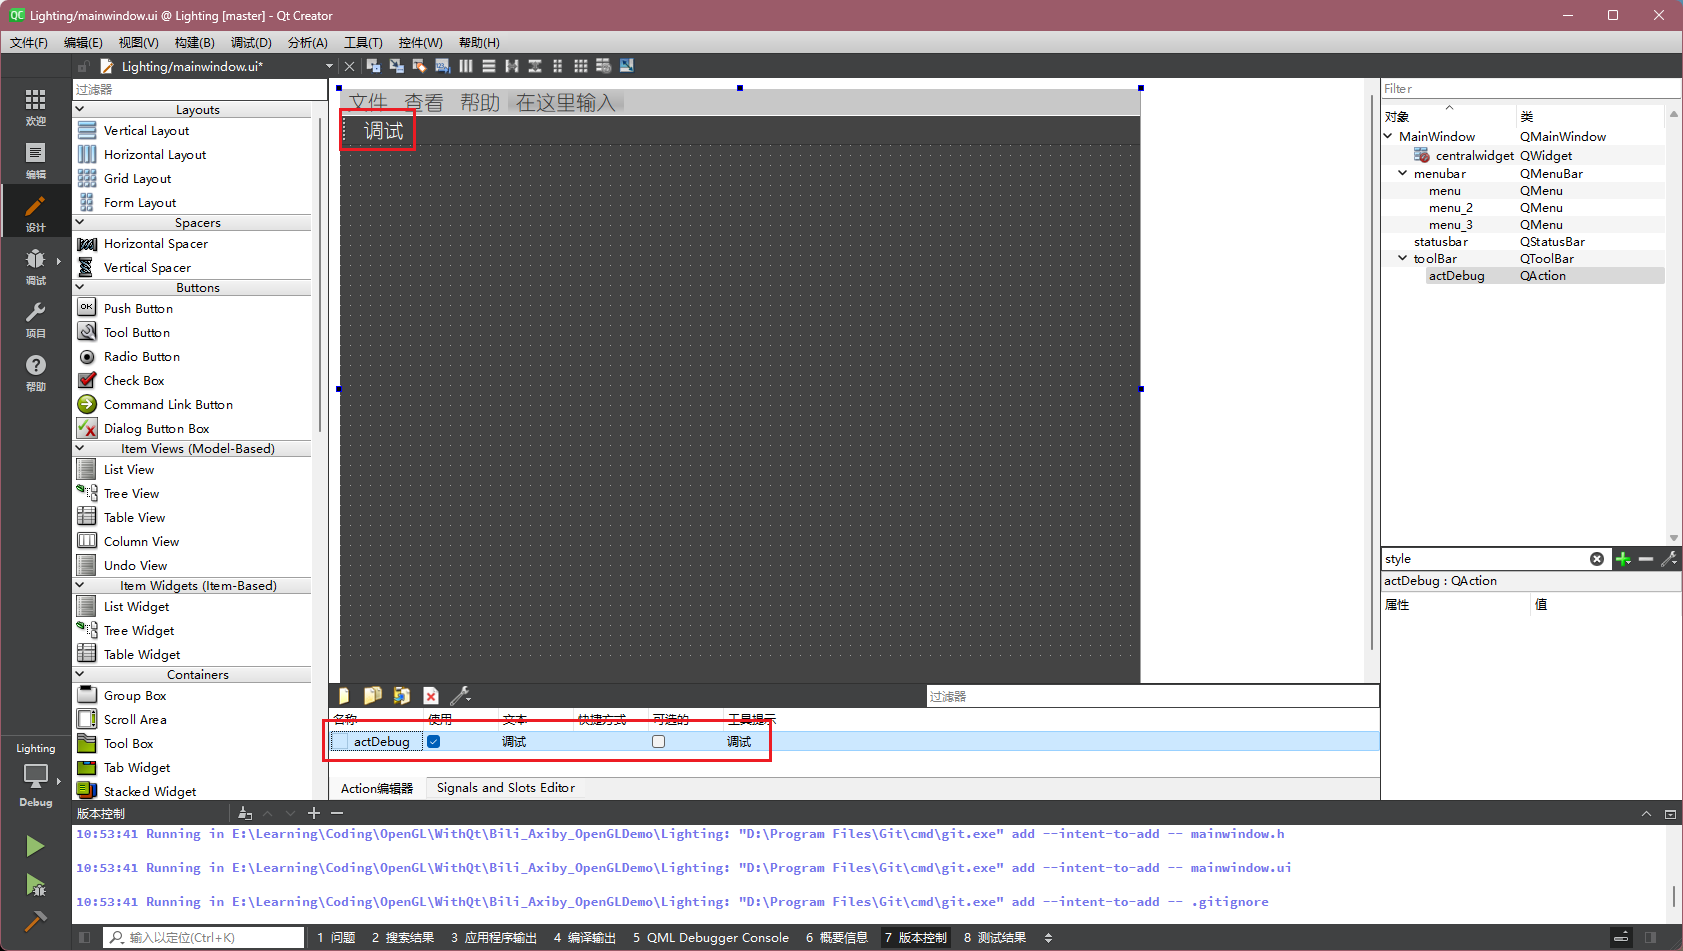 Lighting/mainwindow.ui @ Lighting [master] - Qt Creator
文件(F) 编辑(E) 视图(V) 构建(B) 调试(D) 分析(A) 工具(T) 控件(W) 帮助(H)
Lighting/mainwindow.ui*
欢迎
编辑
设计
调试
项目
帮助
Lighting
Debug
过滤器
Layouts
Vertical Layout
Horizontal Layout
Grid Layout
Form Layout
Spacers
Horizontal Spacer
Vertical Spacer
Buttons
OK Push Button
Tool Button
Radio Button
Check Box
Command Link Button
Dialog Button Box
Item Views (Model-Based)
List View
Tree View
Table View
Column View
Undo View
Item Widgets (Item-Based)
List Widget
Tree Widget
Table Widget
Containers
Group Box
Scroll Area
Tool Box
Tab Widget
Stacked Widget
文件 查看 帮助 在这里输入
调试
过滤器
名称 使用 文本 快捷方式 可选的 工具提示
actDebug 调试 调试
Action编辑器 Signals and Slots Editor
Filter
对象 类
MainWindow QMainWindow
centralwidget QWidget
menubar QMenuBar
menu QMenu
menu_2 QMenu
menu_3 QMenu
statusbar QStatusBar
toolBar QToolBar
actDebug QAction
style
actDebug : QAction
属性 值
版本控制
10:53:41 Running in E:\Learning\Coding\OpenGL\WithQt\Bili_Axiby_OpenGLDemo\Lighting: "D:\Program Files\Git\cmd\git.exe" add --intent-to-add -- mainwindow.h
10:53:41 Running in E:\Learning\Coding\OpenGL\WithQt\Bili_Axiby_OpenGLDemo\Lighting: "D:\Program Files\Git\cmd\git.exe" add --intent-to-add -- mainwindow.ui
10:53:41 Running in E:\Learning\Coding\OpenGL\WithQt\Bili_Axiby_OpenGLDemo\Lighting: "D:\Program Files\Git\cmd\git.exe" add --intent-to-add -- .gitignore
输入以定位(Ctrl+K) 1 问题 2 搜索结果 3 应用程序输出 4 编译输出 5 QML Debugger Console 6 概要信息 7 版本控制 8 测试结果